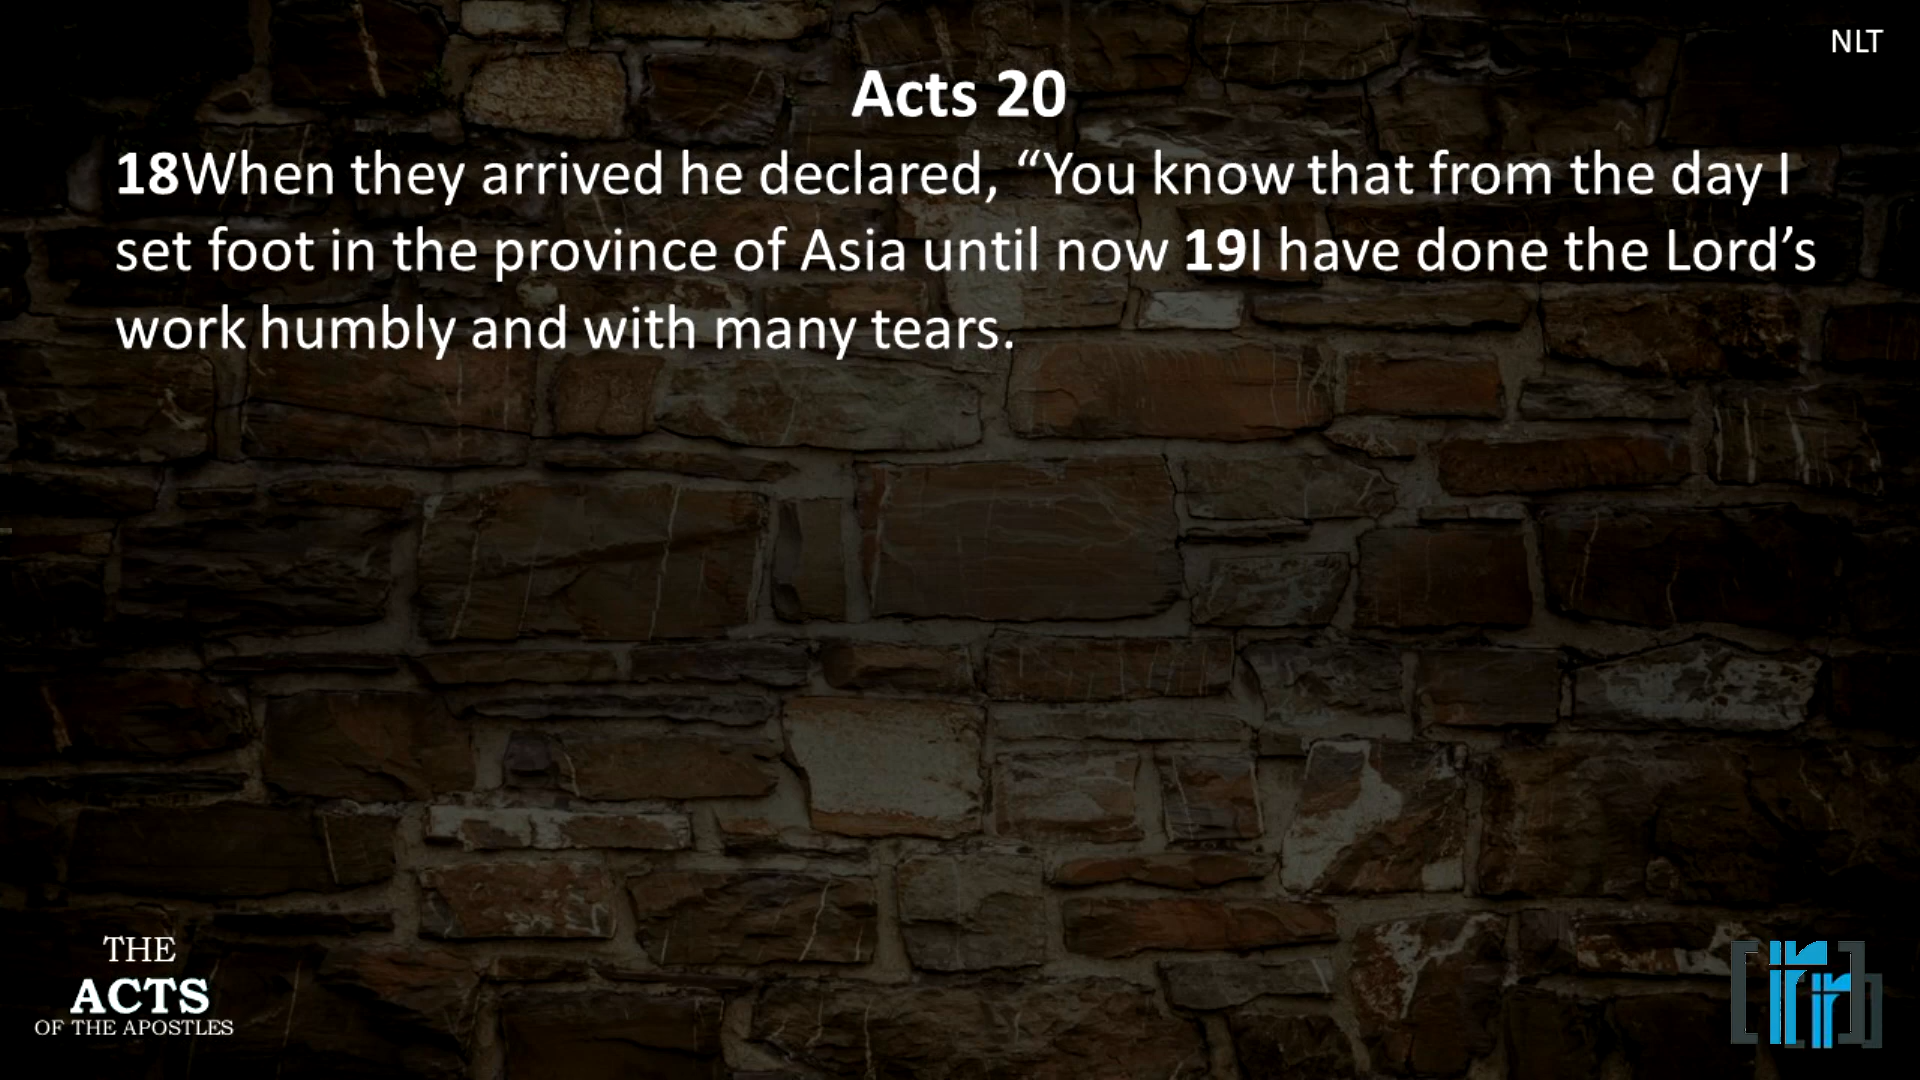 NLT
Acts 20
18When they arrived he declared, “You know that from the day I
set foot in the province of Asia until now 19I have done the Lord’s
work humbly and with many tears.
THE
ACTS
OF THE APOSTLES